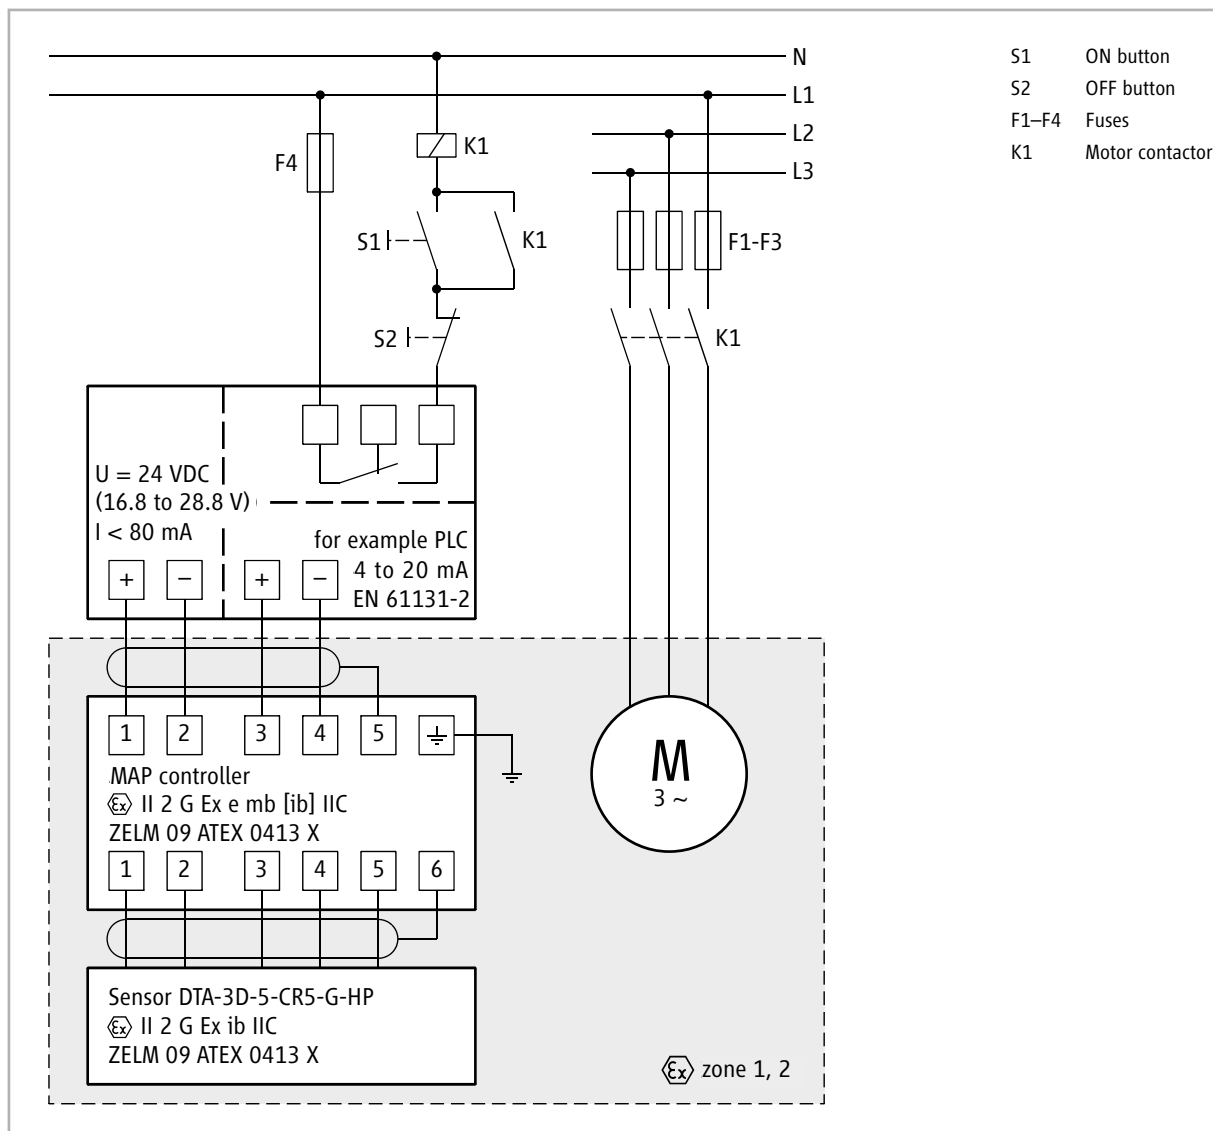 N
S1 ON button
L1
S2 OFF button
L2
F1–F4 Fuses
F4
K1
L3
K1 Motor contactor
S1
K1
F1-F3
S2
K1
U = 24 VDC
(16.8 to 28.8 V)
I < 80 mA
for example PLC
4 to 20 mA
EN 61131-2
+ − + −
1 2 3 4 5
MAP controller
Ex II 2 G Ex e mb [ib] IIC
ZELM 09 ATEX 0413 X
1 2 3 4 5 6
M
3 ~
Sensor DTA-3D-5-CR5-G-HP
Ex II 2 G Ex ib IIC
ZELM 09 ATEX 0413 X
Ex zone 1, 2